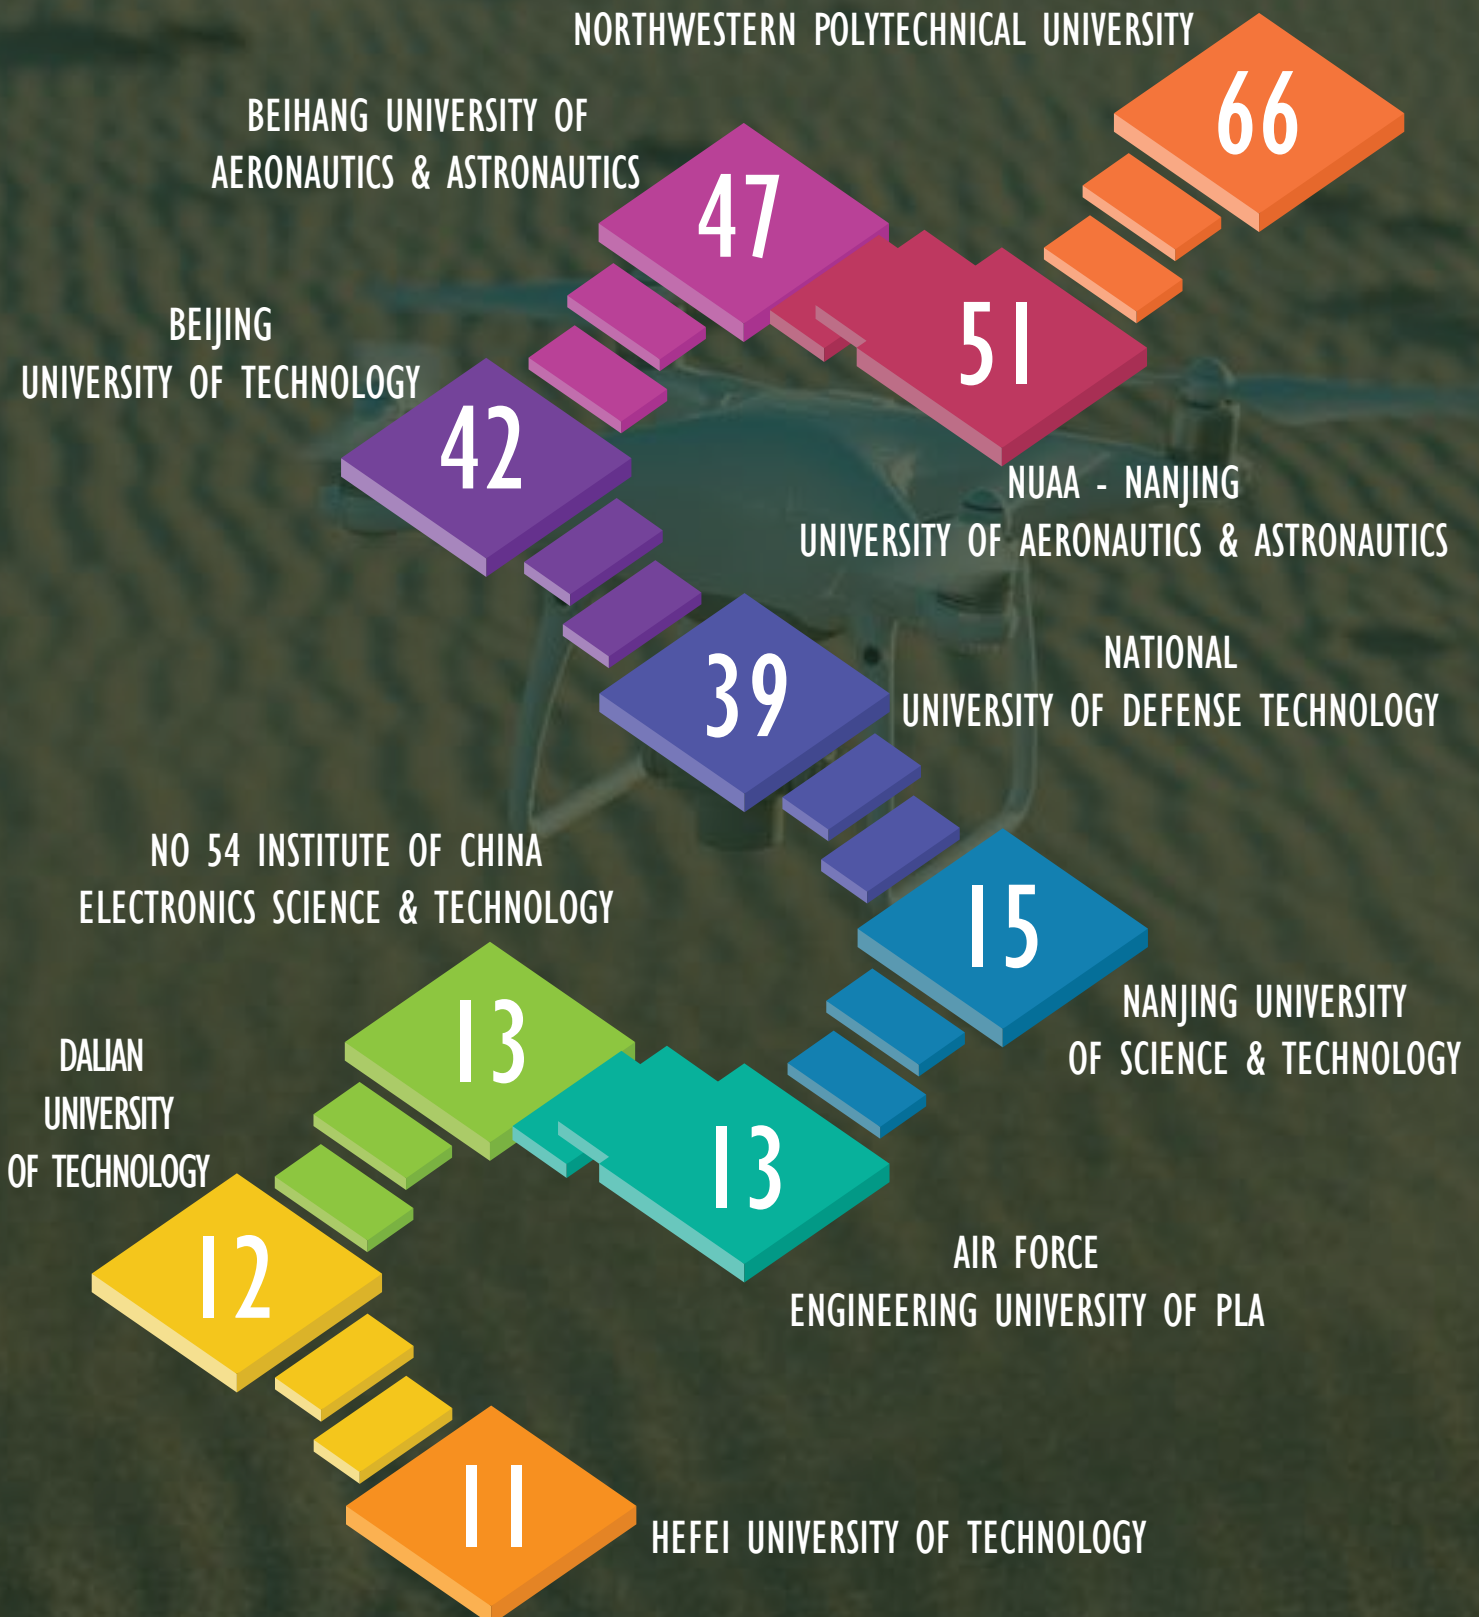 NORTHWESTERN POLYTECHNICAL UNIVERSITY
66
BEIHANG UNIVERSITY OF
AERONAUTICS & ASTRONAUTICS
47
51
NUAA - NANJING
UNIVERSITY OF AERONAUTICS & ASTRONAUTICS
BEIJING
UNIVERSITY OF TECHNOLOGY
42
39
NATIONAL
UNIVERSITY OF DEFENSE TECHNOLOGY
15
NANJING UNIVERSITY
OF SCIENCE & TECHNOLOGY
NO 54 INSTITUTE OF CHINA
ELECTRONICS SCIENCE & TECHNOLOGY
13
13
AIR FORCE
ENGINEERING UNIVERSITY OF PLA
DALIAN
UNIVERSITY
OF TECHNOLOGY
12
11
HEFEI UNIVERSITY OF TECHNOLOGY